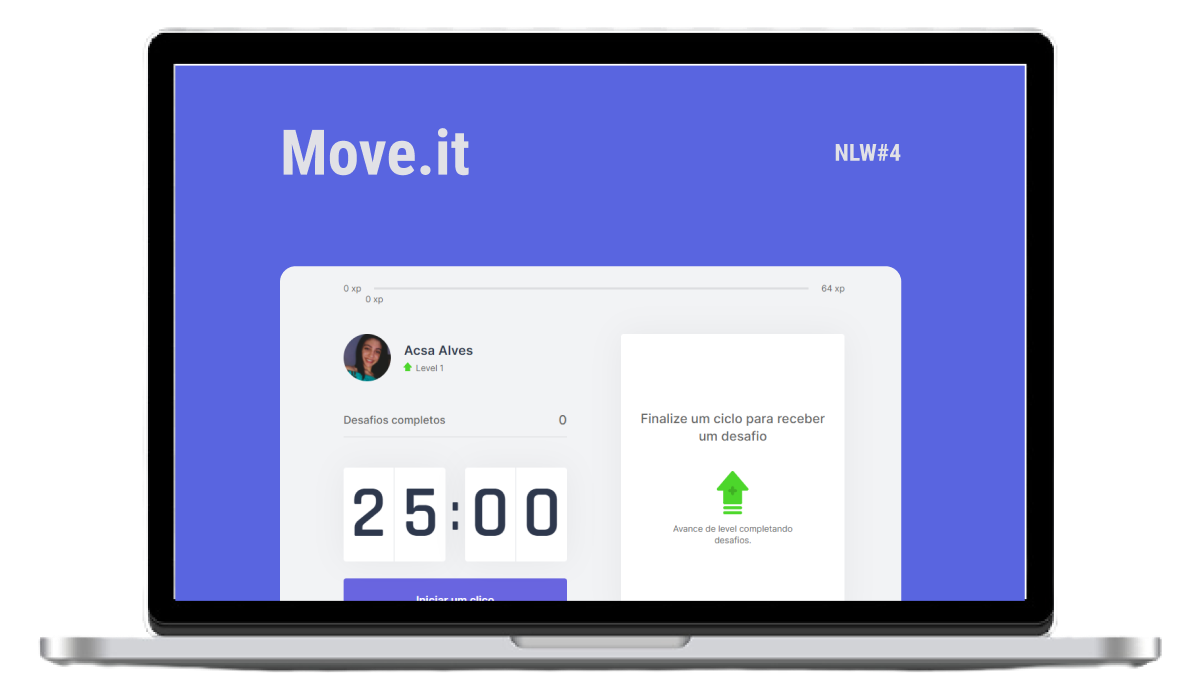 Move.it
NLW#4
0 xp
64 xp
0 xp
Acsa Alves
Level 1
Desafios completos
0
25:00
Iniciar um clico
Finalize um ciclo para receber
um desafio
Avance de level completando
desafios.